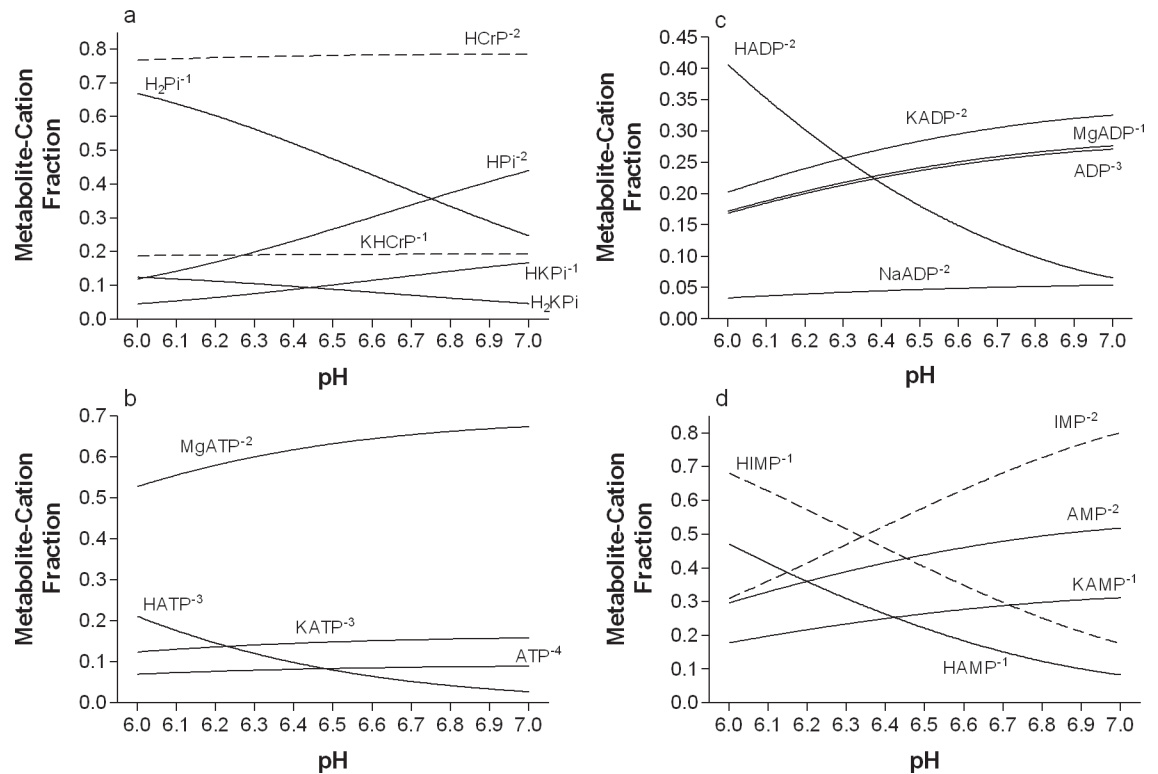 a
Metabolite-Cation
Fraction
0.8
0.7
0.6
0.5
0.4
0.3
0.2
0.1
0.0
HCrP-2
H2Pi-1
HPi-2
KHCrP-1
HKPi-1
H2KPi
6.0 6.1 6.2 6.3 6.4 6.5 6.6 6.7 6.8 6.9 7.0
pH
c
Metabolite-Cation
Fraction
0.45
0.40
0.35
0.30
0.25
0.20
0.15
0.10
0.05
0.00
HADP-2
KADP-2
MgADP-1
ADP-3
NaADP-2
6.0 6.1 6.2 6.3 6.4 6.5 6.6 6.7 6.8 6.9 7.0
pH
b
Metabolite-Cation
Fraction
0.7
0.6
0.5
0.4
0.3
0.2
0.1
0.0
MgATP-2
HATP-3
KATP-3
ATP-4
6.0 6.1 6.2 6.3 6.4 6.5 6.6 6.7 6.8 6.9 7.0
pH
d
Metabolite-Cation
Fraction
0.8
0.7
0.6
0.5
0.4
0.3
0.2
0.1
0.0
IMP-2
HIMP-1
AMP-2
KAMP-1
HAMP-1
6.0 6.1 6.2 6.3 6.4 6.5 6.6 6.7 6.8 6.9 7.0
pH